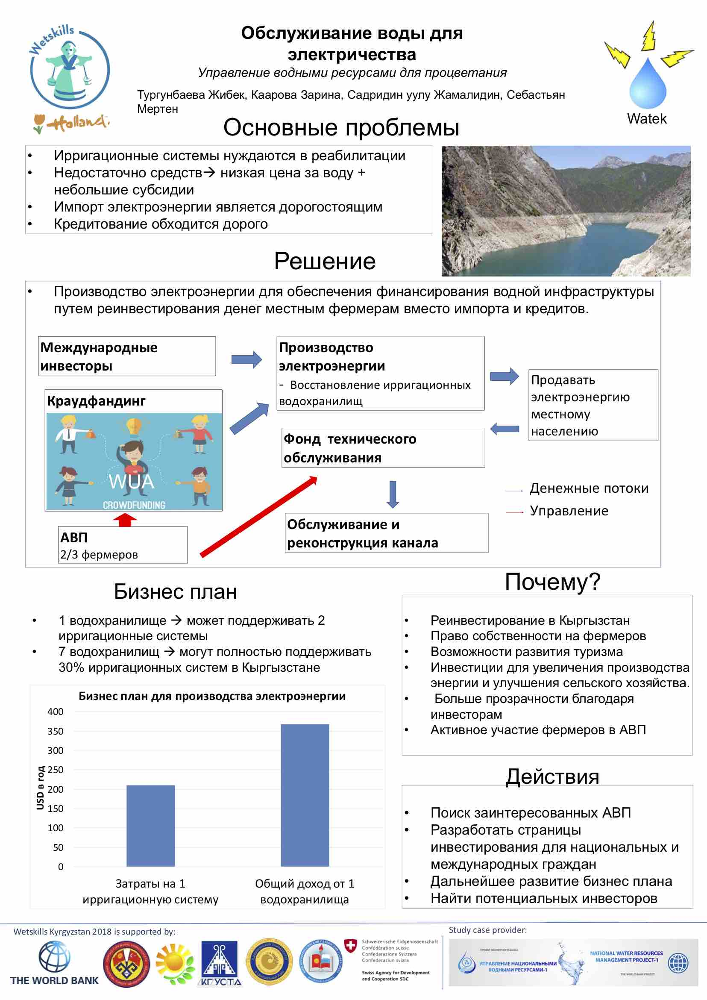 Wetskills
Holland.
Обслуживание воды для
электричества
Управление водными ресурсами для процветания
Тургунбаева Жибек, Каарова Зарина, Садридин уулу Жамалидин, Себастьян
Мертен
Watek
Основные проблемы
• Ирригационные системы нуждаются в реабилитации
• Недостаточно средств→ низкая цена за воду +
небольшие субсидии
• Импорт электроэнергии является дорогостоящим
• Кредитование обходится дорого
Решение
• Производство электроэнергии для обеспечения финансирования водной инфраструктуры
путем реинвестирования денег местным фермерам вместо импорта и кредитов.
Международные
инвесторы
Производство
электроэнергии
- Восстановление ирригационных
водохранилищ
Продавать
электроэнергию
местному
населению
Краудфандинг
WUA
CROWDFUNDING
Фонд технического
обслуживания
Денежные потоки
Управление
Обслуживание и
реконструкция канала
АВП
2/3 фермеров
Бизнес план
• 1 водохранилище → может поддерживать 2
ирригационные системы
• 7 водохранилищ → могут полностью поддерживать
30% ирригационных систем в Кыргызстане
Бизнес план для производства электроэнергии
400
350
300
250
200
150
100
50
0
USD в год
Затраты на 1
ирригационную систему
Общий доход от 1
водохранилища
Почему?
• Реинвестирование в Кыргызстан
• Право собственности на фермеров
• Возможности развития туризма
• Инвестиции для увеличения производства
энергии и улучшения сельского хозяйства.
• Больше прозрачности благодаря
инвесторам
• Активное участие фермеров в АВП
Действия
• Поиск заинтересованных АВП
• Разработать страницы
инвестирования для национальных и
международных граждан
• Дальнейшее развитие бизнес плана
• Найти потенциальных инвесторов
Wetskills Kyrgyzstan 2018 is supported by:
THE WORLD BANK
КГУСТА
Schweizerische Eidgenossenschaft
Confédération suisse
Confederazione Svizzera
Confederaziun svizra
Swiss Agency for Development
and Cooperation SDC
Study case provider:
ПРОЕКТ ВСЕМИРНОГО БАНКА
УПРАВЛЕНИЕ НАЦИОНАЛЬНЫМИ
ВОДНЫМИ РЕСУРСАМИ-1
NATIONAL WATER RESOURCES
MANAGEMENT PROJECT-1
THE WORLD BANK PROJECT